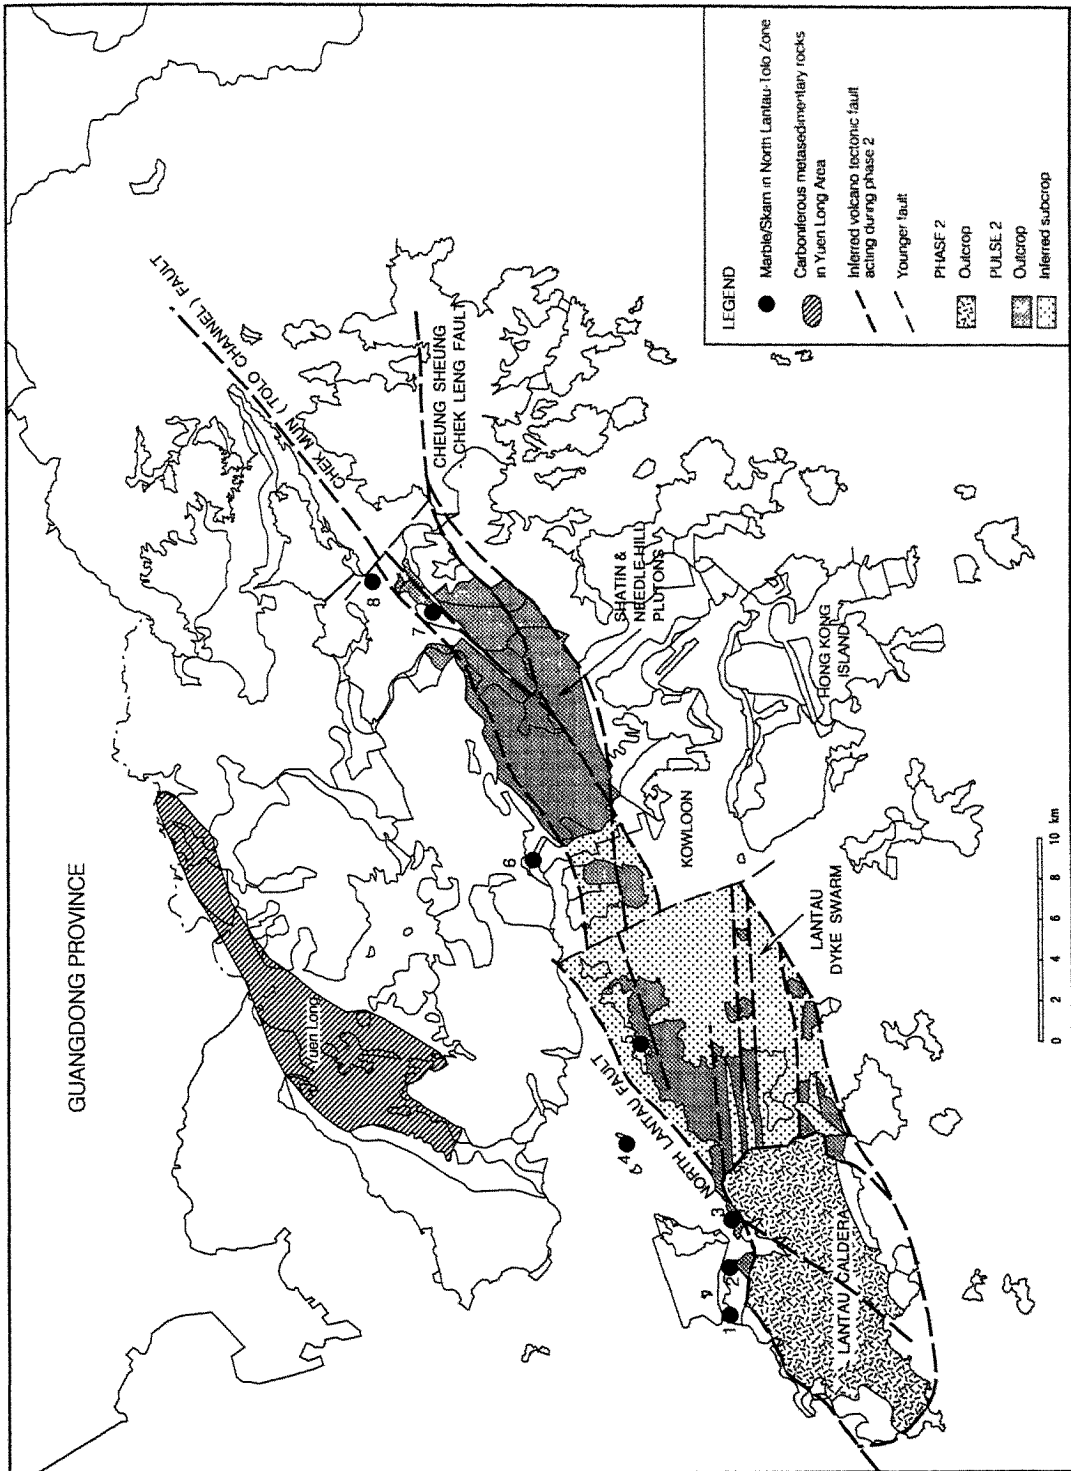 GUANGDONG PROVINCE
Yuen Long
CHEK MUN (TOLO CHANNEL) FAULT
CHEUNG SHEUNG
CHEK LENG FAULT
8
7
6
SHATIN &
NEEDLE HILL
PLUTONS
KOWLOON
HONG KONG
ISLAND
NORTH LANTAU FAULT
5
4
3
2
1
LANTAU
DYKE SWARM
LANTAU CALDERA
0 2 4 6 8 10 km
LEGEND
Marble/Skarn in North Lantau-Tolo Zone
Carboniferous metasedimentary rocks
in Yuen Long Area
Inferred volcano tectonic fault
acting during phase 2
Younger fault
PHASE 2
Outcrop
PULSE 2
Outcrop
Inferred subcrop